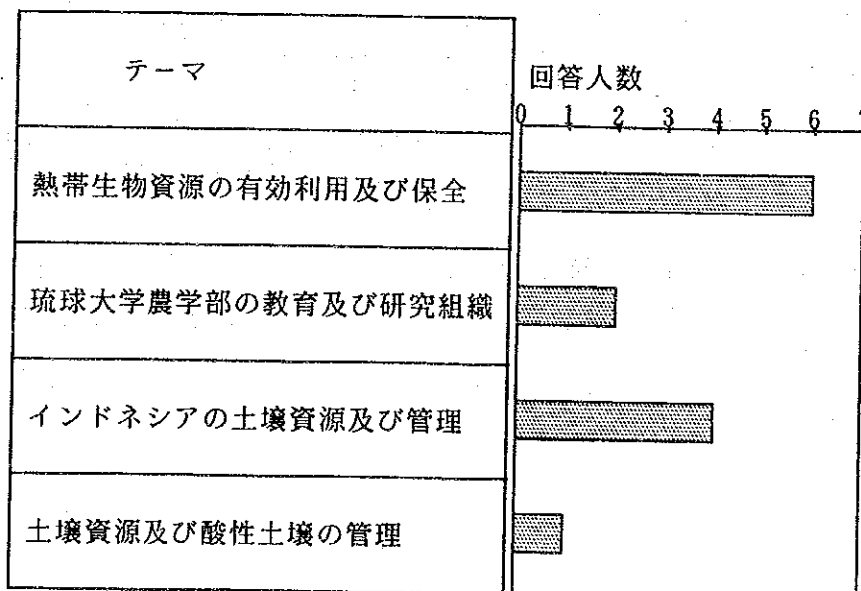 テーマ
回答人数
0 1 2 3 4 5 6
熱帯生物資源の有効利用及び保全
琉球大学農学部の教育及び研究組織
インドネシアの土壌資源及び管理
土壌資源及び酸性土壌の管理